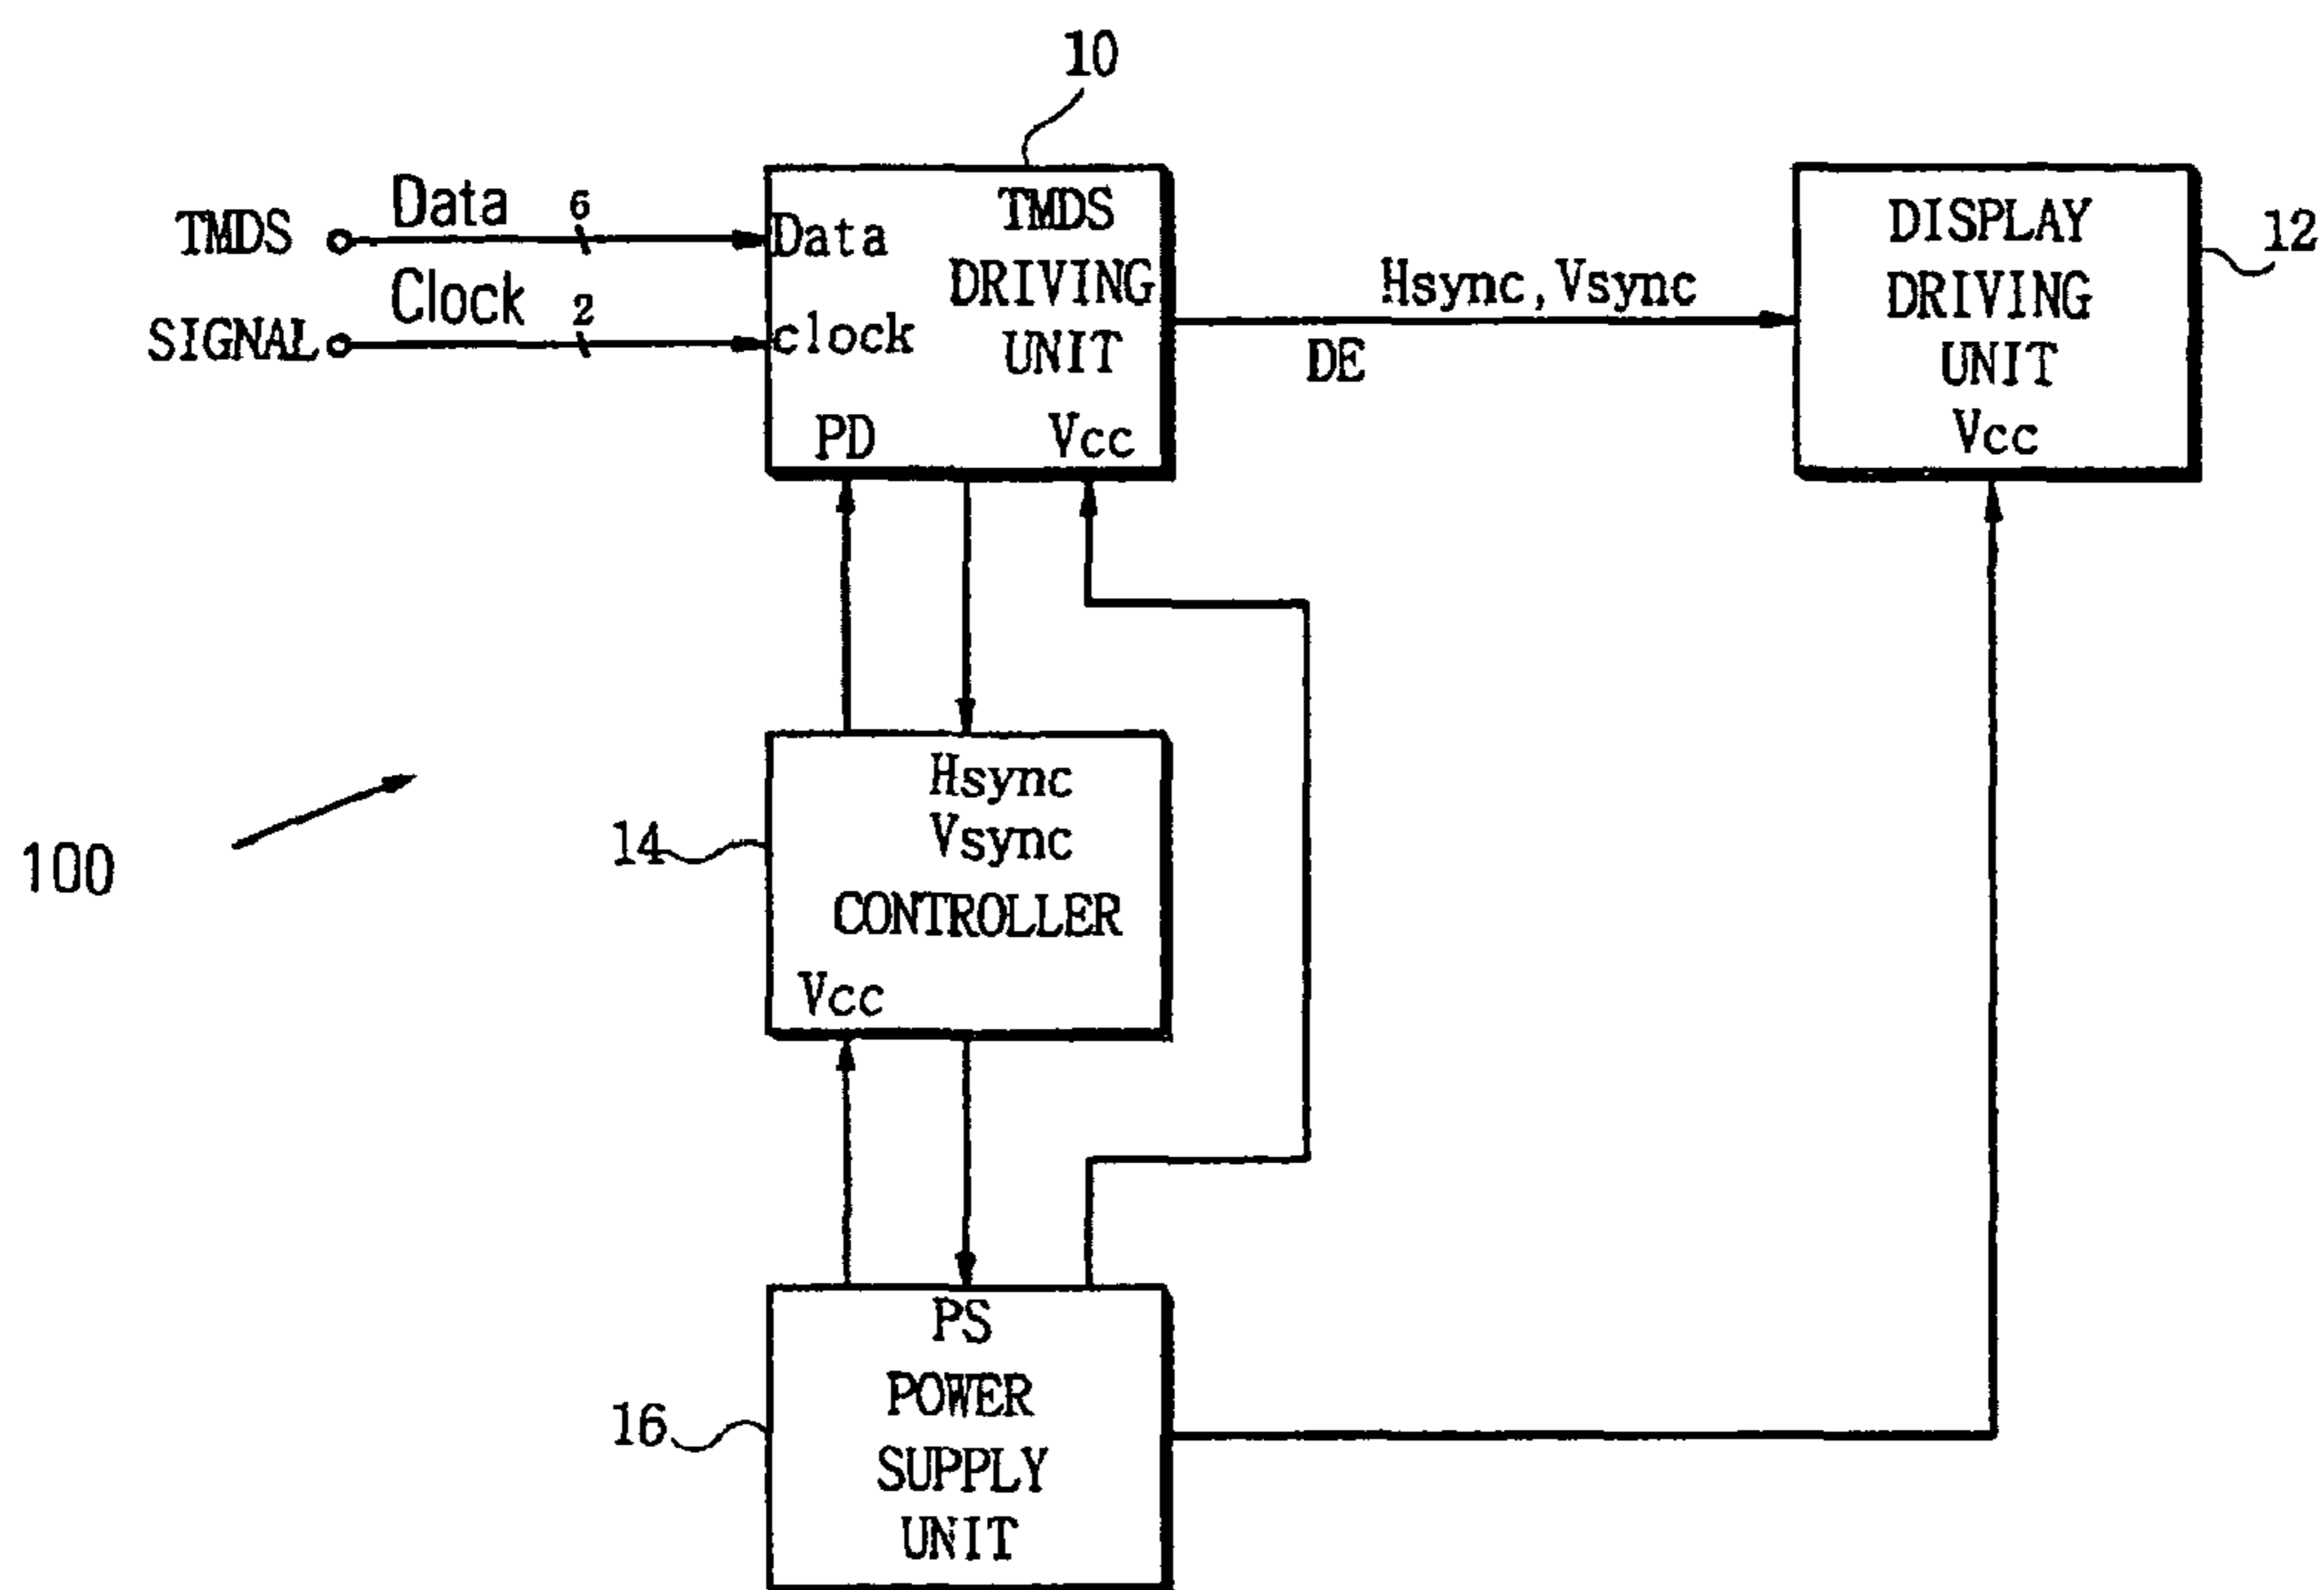 10
TMDS
Data
6
Data
TMDS
DRIVING
UNIT
SIGNAL
Clock
2
clock
PD
Vcc
Hsync,Vsync
DE
DISPLAY
DRIVING
UNIT
Vcc
12
100
14
Hsync
Vsync
CONTROLLER
Vcc
16
PS
POWER
SUPPLY
UNIT